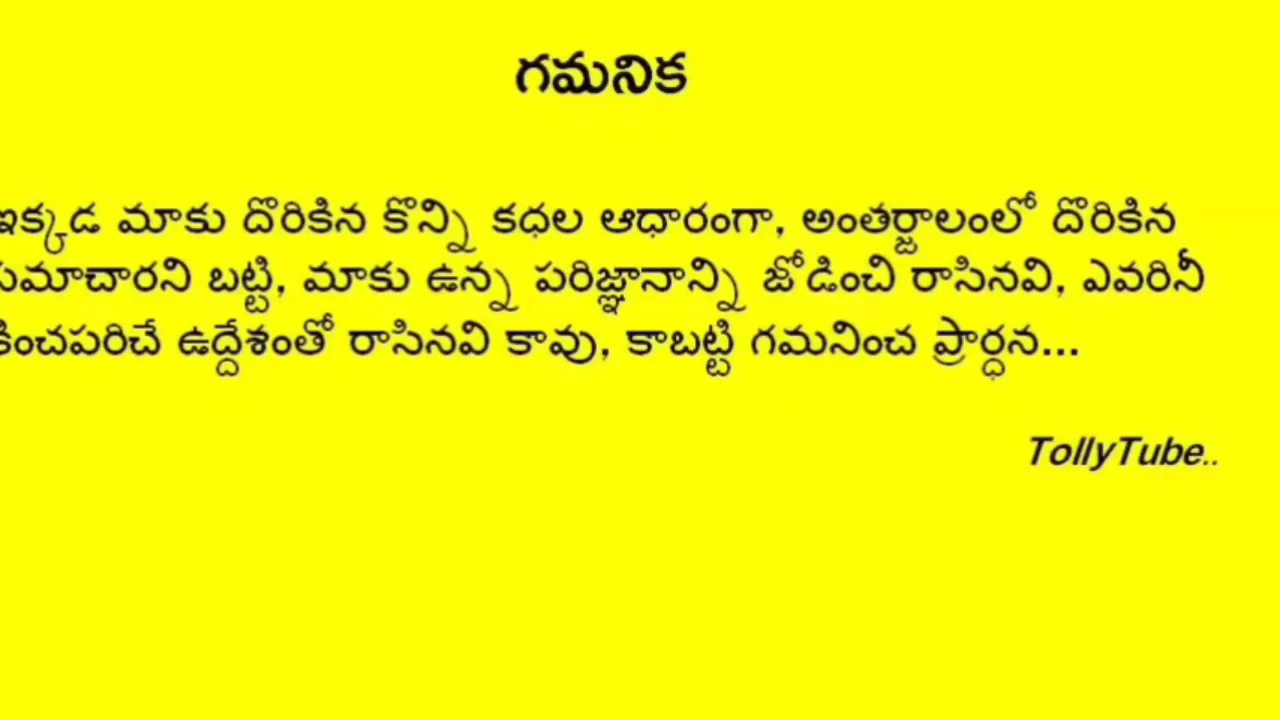 గమనిక
ఇక్కడ మాకు దొరికిన కొన్ని కధల ఆధారంగా, అంతర్జాలంలో దొరికిన
సమాచారని బట్టి, మాకు ఉన్న పరిజ్ఞానాన్ని జోడించి రాసినవి, ఎవరినీ
కించపరిచే ఉద్దేశంతో రాసినవి కావు, కాబట్టి గమనించ ప్రార్ధన...
TollyTube..